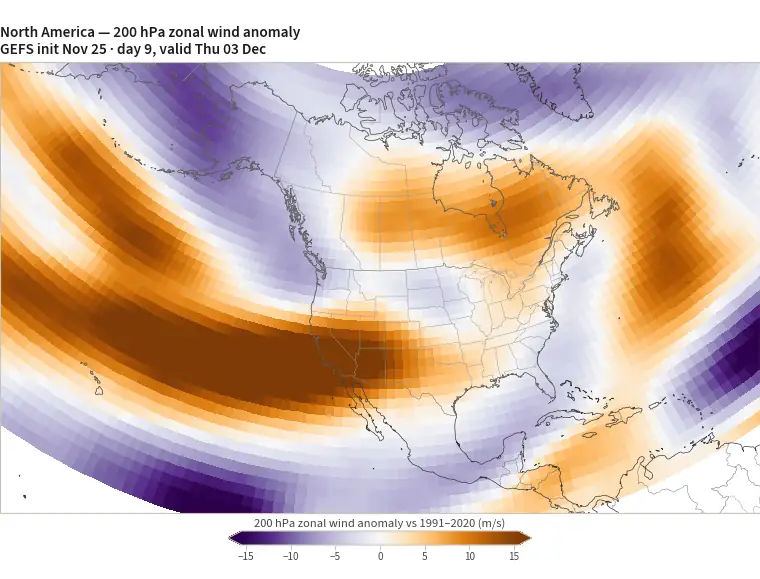 North America — 200 hPa zonal wind anomaly
GEFS init Nov 25 · day 9, valid Thu 03 Dec
200 hPa zonal wind anomaly vs 1991–2020 (m/s)
−15 −10 −5 0 5 10 15